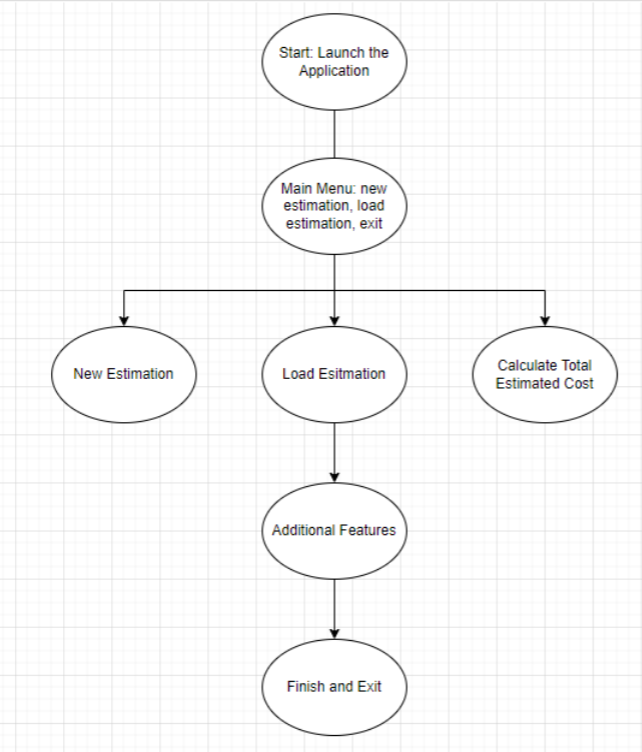 Start: Launch the
Application
Main Menu: new
estimation, load
estimation, exit
New Estimation
Load Esitmation
Calculate Total
Estimated Cost
Additional Features
Finish and Exit